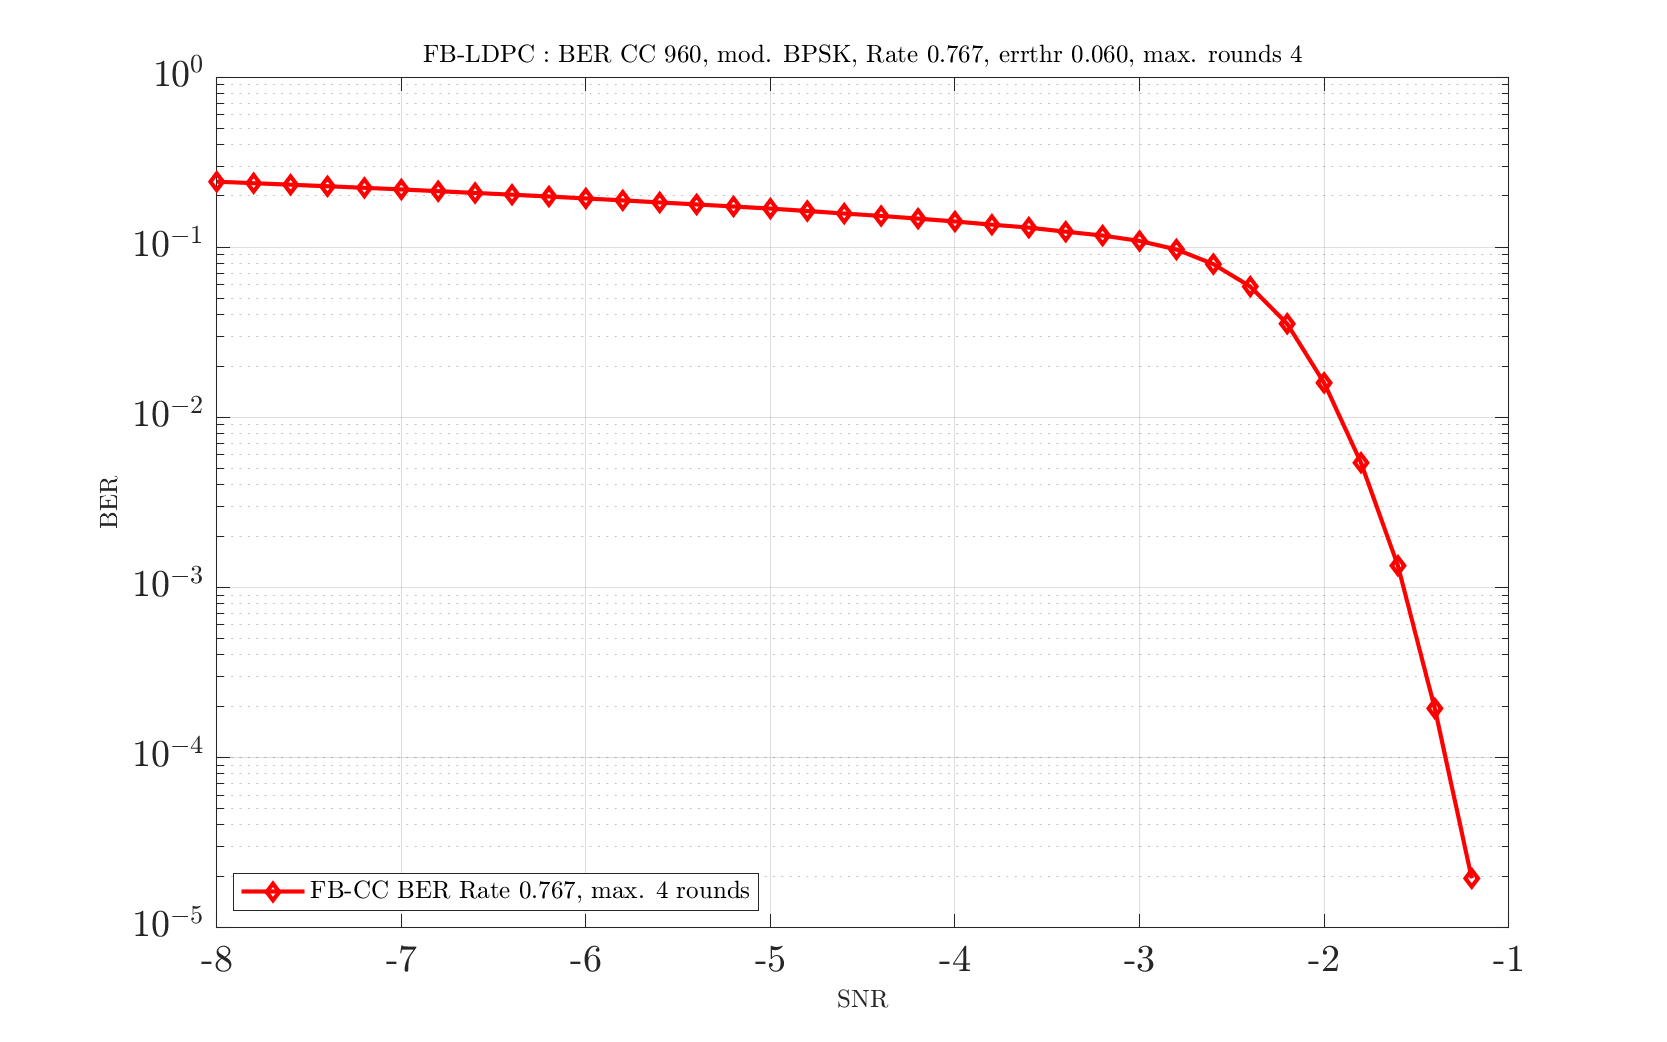 FB-LDPC : BER CC 960, mod. BPSK, Rate 0.767, errthr 0.060, max. rounds 4
10^0
10^-1
10^-2
10^-3
10^-4
10^-5
BER
FB-CC BER Rate 0.767, max. 4 rounds
-8 -7 -6 -5 -4 -3 -2 -1
SNR